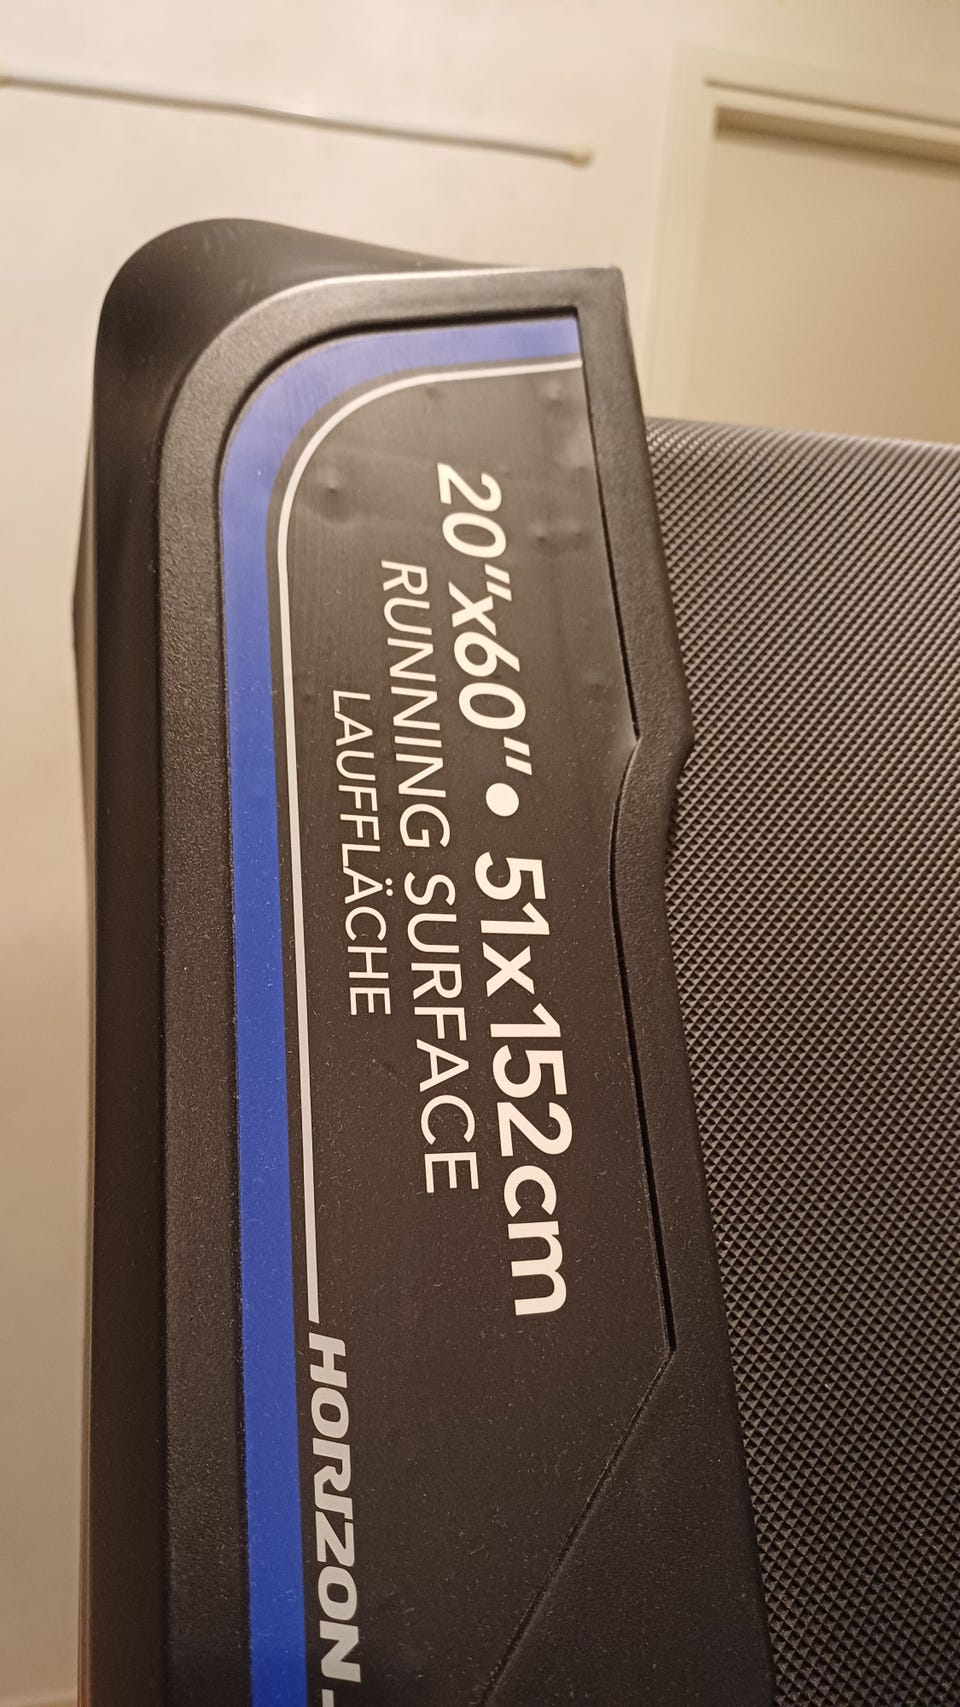 20"x60" • 51x152cm
RUNNING SURFACE
LAUFFLÄCHE
HORIZON